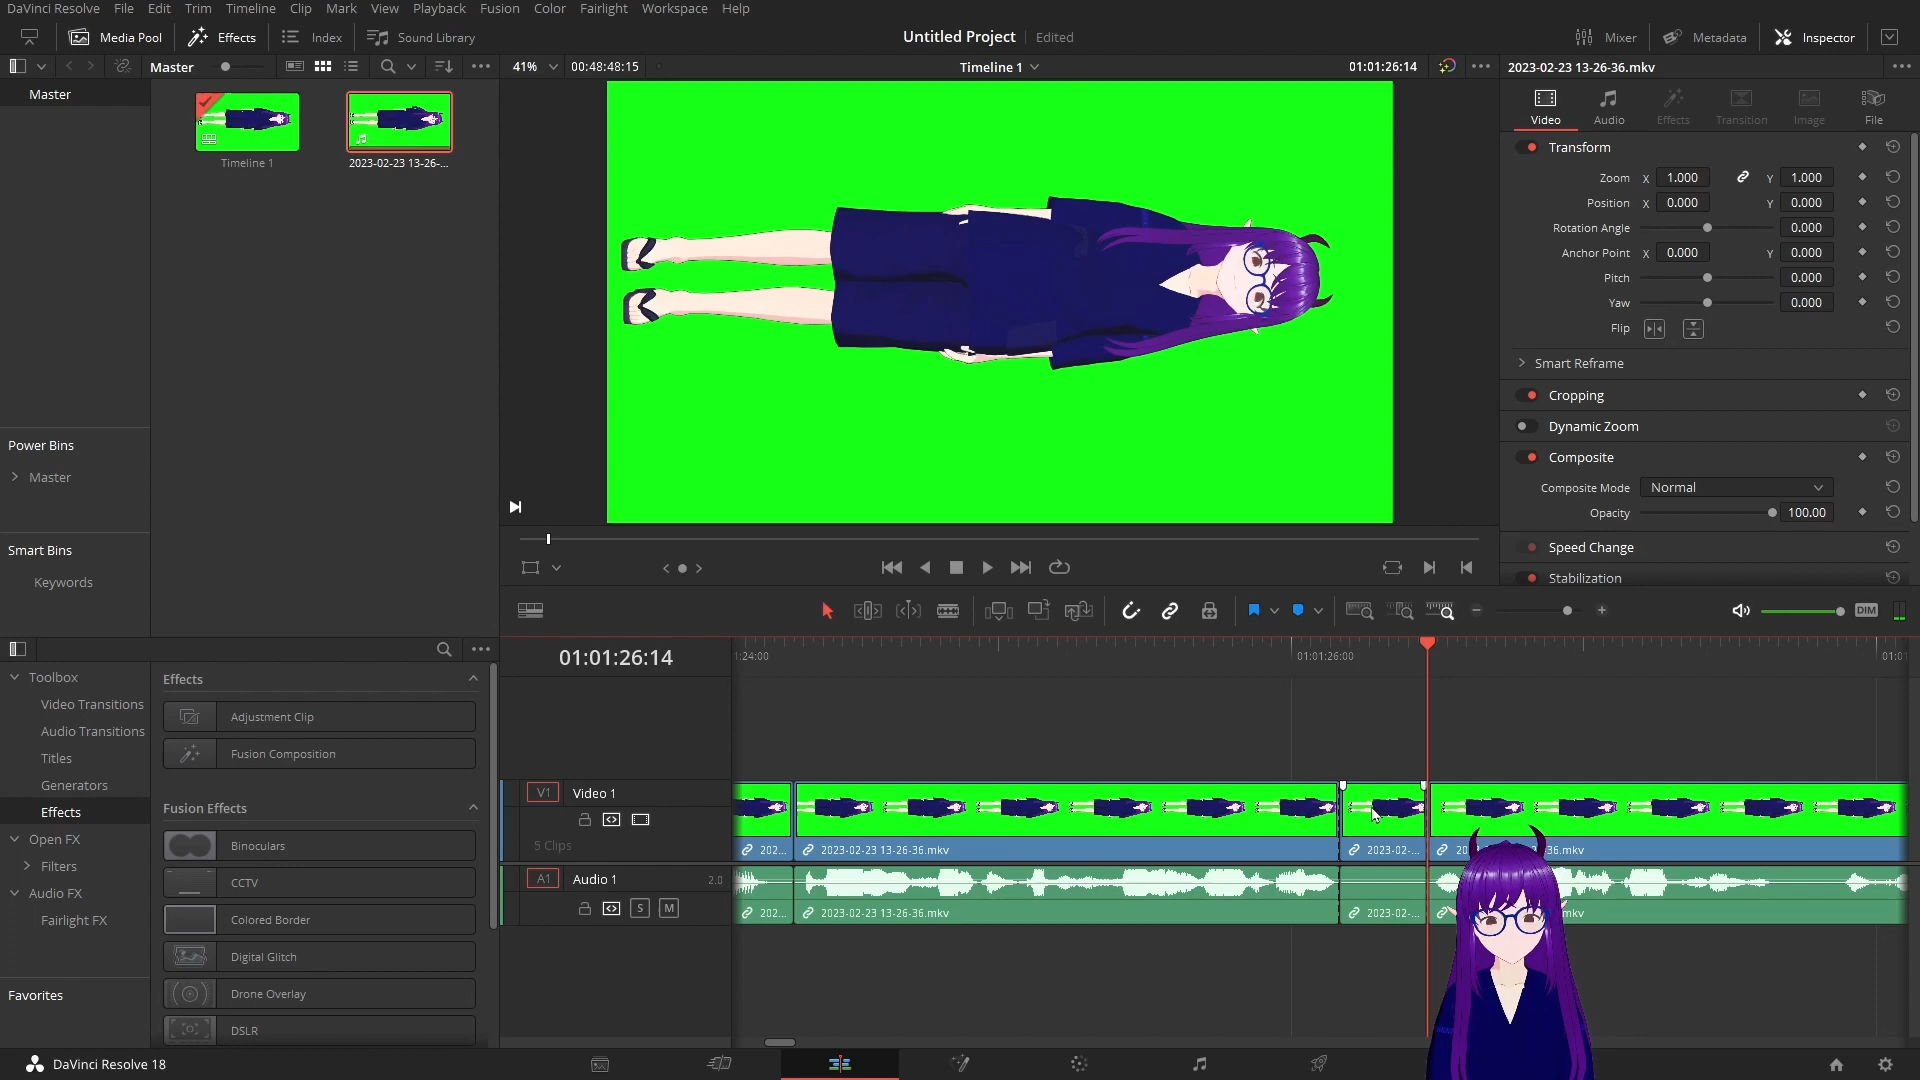 DaVinci Resolve File Edit Trim Timeline Clip Mark View Playback Fusion Color Fairlight Workspace Help
Media Pool Effects Index Sound Library Untitled Project Edited Mixer Metadata Inspector
Master 41% 00:48:48:15 Timeline 1 01:01:26:14 2023-02-23 13-26-36.mkv
Master
Timeline 1
2023-02-23 13-26-...
Power Bins
Master
Smart Bins
Keywords
Video Audio Effects Transition Image File
Transform
Zoom X 1.000 Y 1.000
Position X 0.000 Y 0.000
Rotation Angle 0.000
Anchor Point X 0.000 Y 0.000
Pitch 0.000
Yaw 0.000
Flip
Smart Reframe
Cropping
Dynamic Zoom
Composite
Composite Mode Normal
Opacity 100.00
Speed Change
Stabilization
DIM
Toolbox
Video Transitions
Audio Transitions
Titles
Generators
Effects
Open FX
Filters
Audio FX
Fairlight FX
Favorites
Effects
Adjustment Clip
Fusion Composition
Fusion Effects
Binoculars
CCTV
Colored Border
Digital Glitch
Drone Overlay
DSLR
01:01:26:14
1:24:00 01:01:26:00 01:0
V1 Video 1
5 Clips
202... 2023-02-23 13-26-36.mkv 2023-02-... 20 36.mkv
A1 Audio 1 2.0
S M
202... 2023-02-23 13-26-36.mkv 2023-02-... mkv
DaVinci Resolve 18